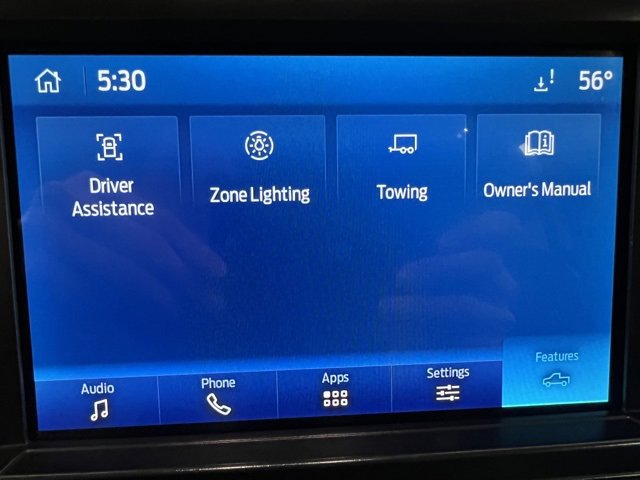 5:30
56°
Driver
Assistance
Zone Lighting
Towing
Owner's Manual
Audio
Phone
Apps
Settings
Features